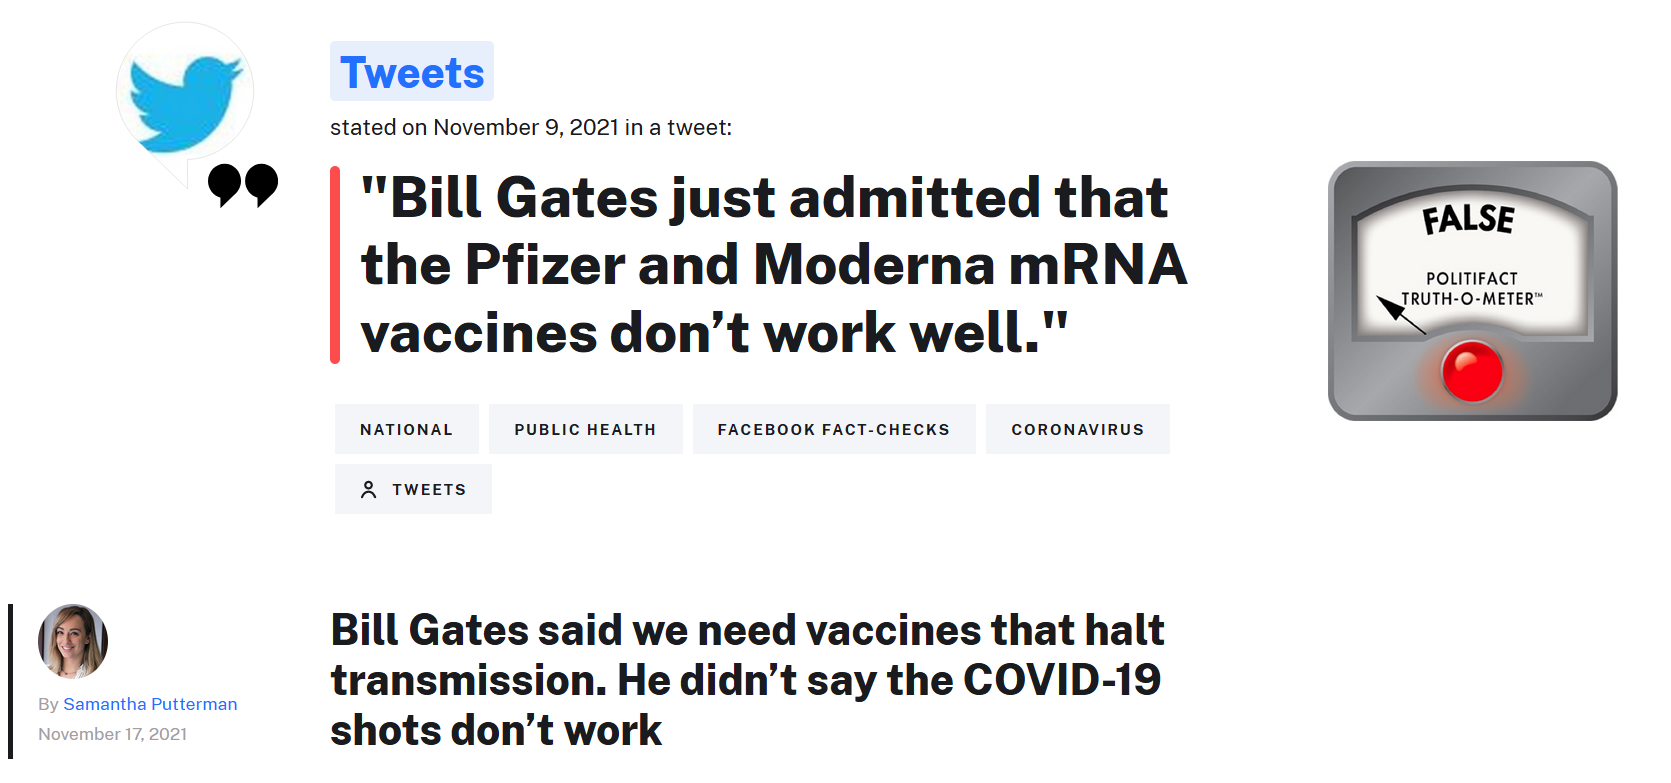 Tweets
stated on November 9, 2021 in a tweet:
"Bill Gates just admitted that
the Pfizer and Moderna mRNA
vaccines don’t work well."
FALSE
POLITIFACT
TRUTH-O-METER™
NATIONAL
PUBLIC HEALTH
FACEBOOK FACT-CHECKS
CORONAVIRUS
TWEETS
By Samantha Putterman
November 17, 2021
Bill Gates said we need vaccines that halt
transmission. He didn’t say the COVID-19
shots don’t work